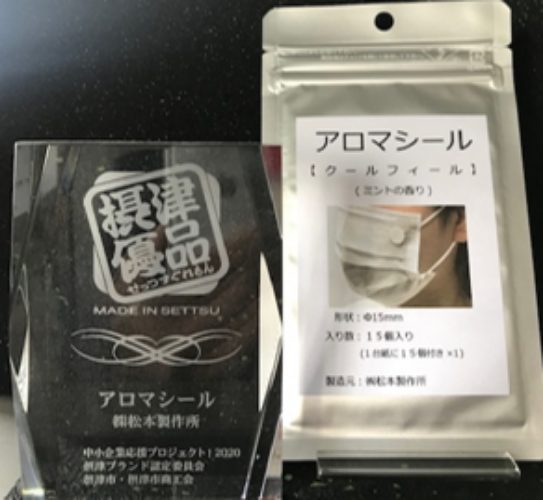 摂津
優品
せっつすぐれもん
MADE IN SETTSU
アロマシール
㈱松本製作所
中小企業応援プロジェクト|2020
摂津ブランド認定委員会
摂津市・摂津市商工会
アロマシール
【クールフィール】
(ミントの香り)
形状:Φ15mm
入り数:15個入り
(1台紙に15個付き×1)
製造元:㈱松本製作所